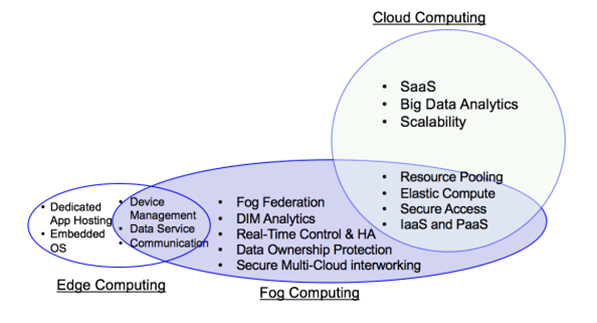 Cloud Computing
• SaaS
• Big Data Analytics
• Scalability
• Resource Pooling
• Elastic Compute
• Secure Access
• IaaS and PaaS
• Dedicated
App Hosting
• Embedded
OS
• Device
Management
• Data Service
• Communication
• Fog Federation
• DIM Analytics
• Real-Time Control & HA
• Data Ownership Protection
• Secure Multi-Cloud interworking
Edge Computing
Fog Computing